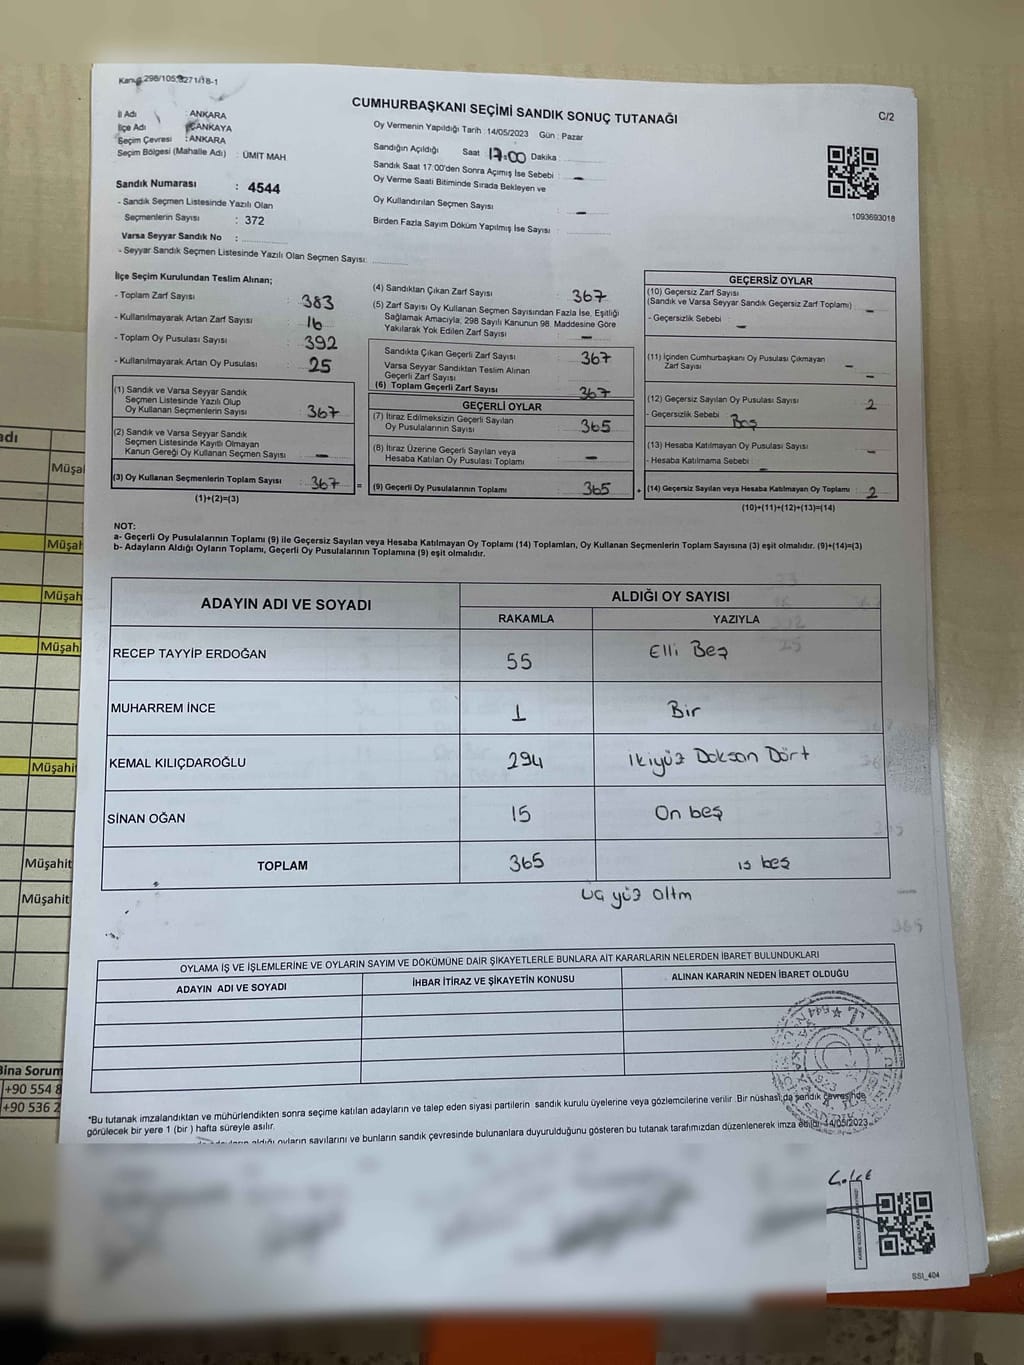 Kanun 298/105,6271/18-1
CUMHURBAŞKANI SEÇİMİ SANDIK SONUÇ TUTANAĞI
C/2
İl Adı : ANKARA
İlçe Adı : ÇANKAYA
Seçim Çevresi : ANKARA
Seçim Bölgesi (Mahalle Adı) : ÜMİT MAH
Sandık Numarası : 4544
- Sandık Seçmen Listesinde Yazılı Olan
Seçmenlerin Sayısı : 372
Varsa Seyyar Sandık No :
- Seyyar Sandık Seçmen Listesinde Yazılı Olan Seçmen Sayısı:
Oy Vermenin Yapıldığı Tarih : 14/05/2023 Gün : Pazar
Sandığın Açıldığı Saat 17:00 Dakika :
Sandık Saat 17:00'den Sonra Açımış İse Sebebi : -
Oy Verme Saati Bitiminde Sırada Bekleyen ve
Oy Kullandırılan Seçmen Sayısı : -
Birden Fazla Sayım Döküm Yapılmış İse Sayısı :
1093693018
İlçe Seçim Kurulundan Teslim Alınan;
- Toplam Zarf Sayısı : 383
- Kullanılmayarak Artan Zarf Sayısı : 16
- Toplam Oy Pusulası Sayısı : 392
- Kullanılmayarak Artan Oy Pusulası : 25
(1) Sandık ve Varsa Seyyar Sandık
Seçmen Listesinde Yazılı Olup
Oy Kullanan Seçmenlerin Sayısı : 367
(2) Sandık ve Varsa Seyyar Sandık
Seçmen Listesinde Kayıtlı Olmayan
Kanun Gereği Oy Kullanan Seçmen Sayısı : -
(3) Oy Kullanan Seçmenlerin Toplam Sayısı : 367 =
(1)+(2)=(3)
(4) Sandıktan Çıkan Zarf Sayısı : 367
(5) Zarf Sayısı Oy Kullanan Seçmen Sayısından Fazla İse, Eşitliği
Sağlamak Amacıyla, 298 Sayılı Kanunun 98. Maddesine Göre
Yakılarak Yok Edilen Zarf Sayısı : -
Sandıkta Çıkan Geçerli Zarf Sayısı : 367
Varsa Seyyar Sandıktan Teslim Alınan
Geçerli Zarf Sayısı :
(6) Toplam Geçerli Zarf Sayısı : 367
GEÇERLİ OYLAR
(7) İtiraz Edilmeksizin Geçerli Sayılan
Oy Pusulalarının Sayısı : 365
(8) İtiraz Üzerine Geçerli Sayılan veya
Hesaba Katılan Oy Pusulası Toplamı : -
(9) Geçerli Oy Pusulalarının Toplamı : 365 +
GEÇERSİZ OYLAR
(10) Geçersiz Zarf Sayısı
(Sandık ve Varsa Seyyar Sandık Geçersiz Zarf Toplamı) : -
- Geçersizlik Sebebi : -
(11) İçinden Cumhurbaşkanı Oy Pusulası Çıkmayan
Zarf Sayısı : -
(12) Geçersiz Sayılan Oy Pusulası Sayısı : 2
- Geçersizlik Sebebi : Boş
(13) Hesaba Katılmayan Oy Pusulası Sayısı : -
- Hesaba Katılmama Sebebi : -
(14) Geçersiz Sayılan veya Hesaba Katılmayan Oy Toplamı : 2
(10)+(11)+(12)+(13)=(14)
NOT:
a- Geçerli Oy Pusulalarının Toplamı (9) ile Geçersiz Sayılan veya Hesaba Katılmayan Oy Toplamı (14) Toplamları, Oy Kullanan Seçmenlerin Toplam Sayısına (3) eşit olmalıdır. (9)+(14)=(3)
b- Adayların Aldığı Oyların Toplamı, Geçerli Oy Pusulalarının Toplamına (9) eşit olmalıdır.
ADAYIN ADI VE SOYADI ALDIĞI OY SAYISI
RAKAMLA YAZIYLA
RECEP TAYYİP ERDOĞAN 55 Elli Beş
MUHARREM İNCE 1 Bir
KEMAL KILIÇDAROĞLU 294 İkiyüz Doksan Dört
SİNAN OĞAN 15 On beş
TOPLAM 365 ıs beş
üç yüz altm
OYLAMA İŞ VE İŞLEMLERİNE VE OYLARIN SAYIM VE DÖKÜMÜNE DAİR ŞİKAYETLERLE BUNLARA AİT KARARLARIN NELERDEN İBARET BULUNDUKLARI
ADAYIN ADI VE SOYADI İHBAR İTİRAZ VE ŞİKAYETİN KONUSU ALINAN KARARIN NEDEN İBARET OLDUĞU
*Bu tutanak imzalandıktan ve mühürlendikten sonra seçime katılan adayların ve talep eden siyasi partilerin sandık kurulu üyelerine veya gözlemcilerine verilir. Bir nüshası da sandık çevresinde
görülecek bir yere 1 (bir) hafta süreyle asılır.
aldığı oyların sayılarını ve bunların sandık çevresinde bulunanlara duyurulduğunu gösteren bu tutanak tarafımızdan düzenlenerek imza edildi. 14/05/2023
SSI_404
adı
Müşa
Müşah
Müşah
Müşahi
Müşahit
Müşahit
Müşahit
Bina Sorum
+90 554 8
+90 536 2